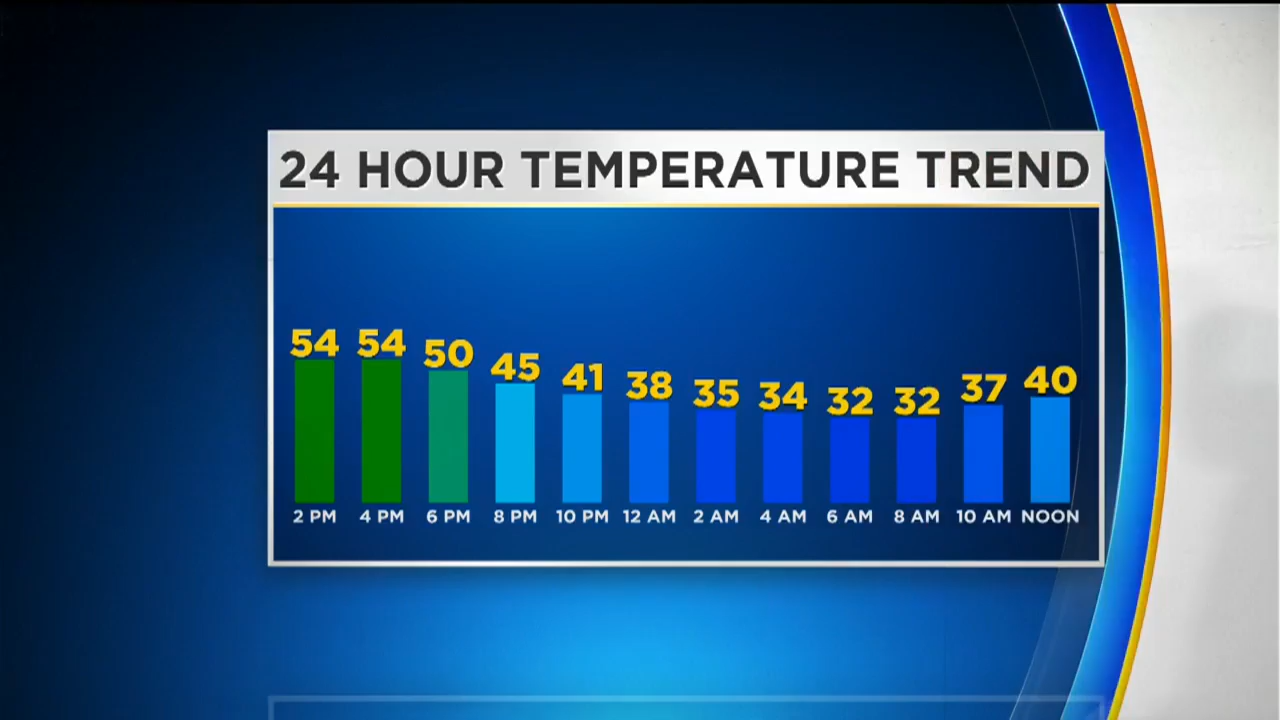 24 HOUR TEMPERATURE TREND
54 54 50 45 41 38 35 34 32 32 37 40
2 PM 4 PM 6 PM 8 PM 10 PM 12 AM 2 AM 4 AM 6 AM 8 AM 10 AM NOON